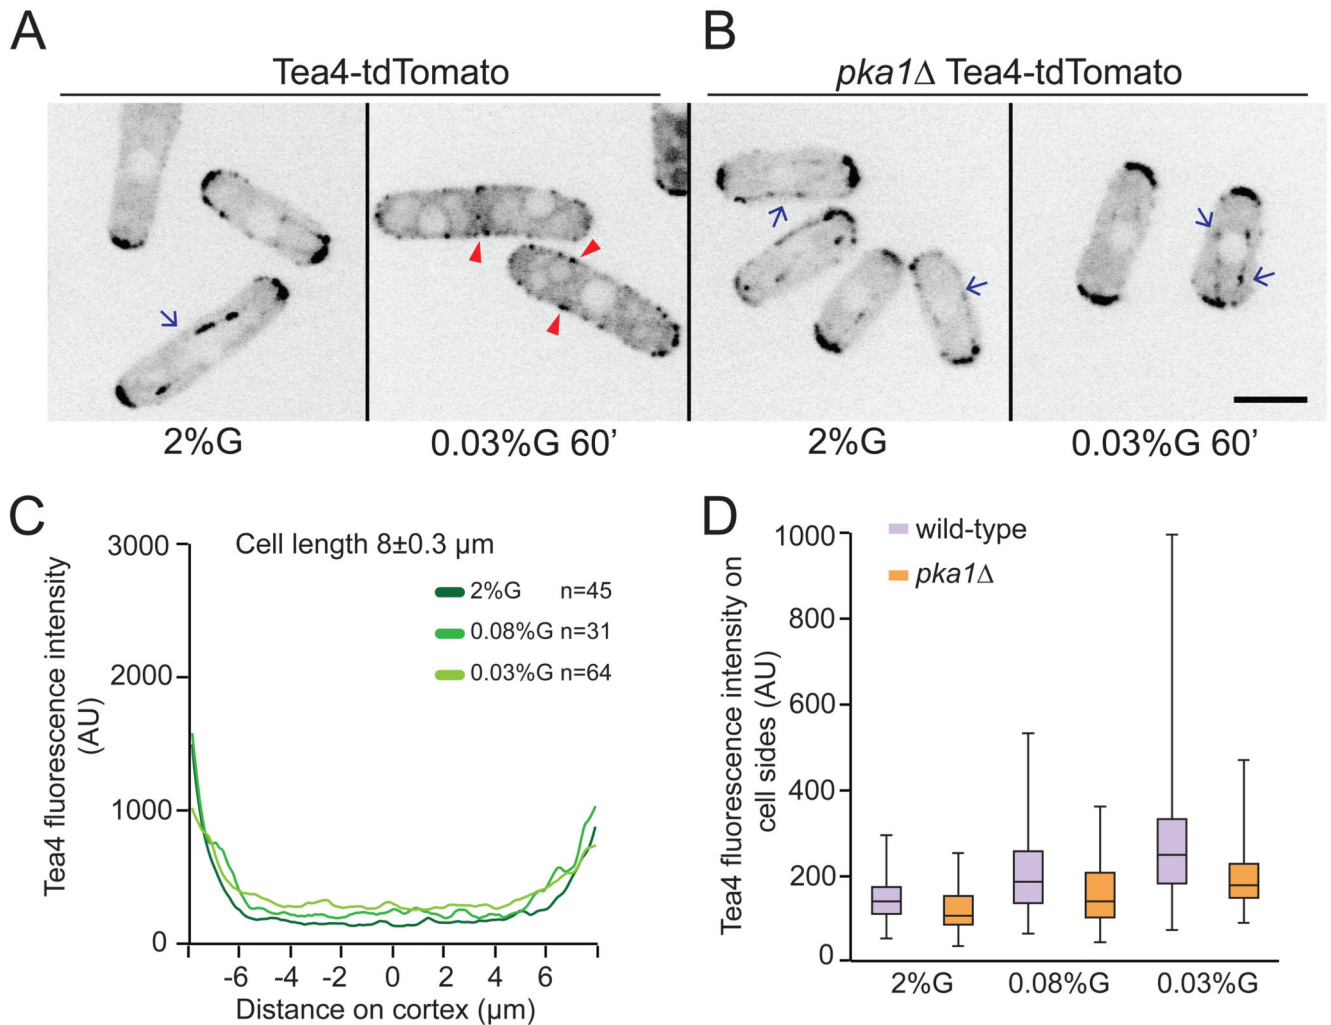 A
B
Tea4-tdTomato
pka1Δ Tea4-tdTomato
2%G
0.03%G 60’
2%G
0.03%G 60’
C
Tea4 fluorescence intensity
(AU)
3000
2000
1000
0
Cell length 8±0.3 µm
2%G n=45
0.08%G n=31
0.03%G n=64
-6 -4 -2 0 2 4 6
Distance on cortex (µm)
D
Tea4 fluorescence intensity on
cell sides (AU)
1000
800
600
400
200
0
wild-type
pka1Δ
2%G 0.08%G 0.03%G